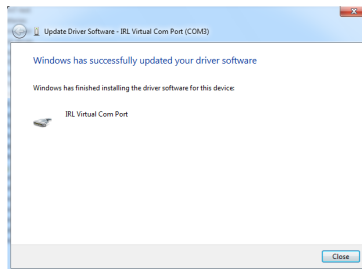 Update Driver Software - IRL Virtual Com Port (COM3)
Windows has successfully updated your driver software
Windows has finished installing the driver software for this device:
IRL Virtual Com Port
Close